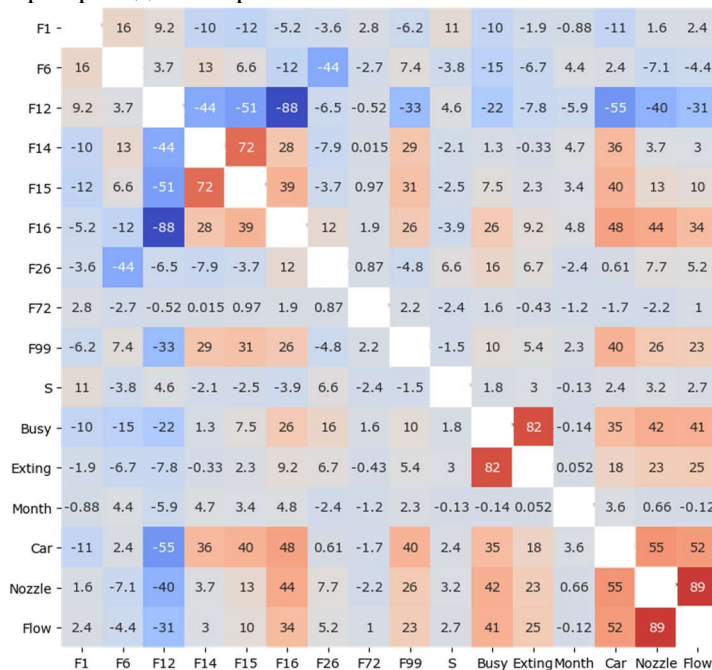 F1 16 9.2 -10 -12 -5.2 -3.6 2.8 -6.2 11 -10 -1.9 -0.88 -11 1.6 2.4
F6 16 3.7 13 6.6 -12 -44 -2.7 7.4 -3.8 -15 -6.7 4.4 2.4 -7.1 -4.4
F12 9.2 3.7 -44 -51 -88 -6.5 -0.52 -33 4.6 -22 -7.8 -5.9 -55 -40 -31
F14 -10 13 -44 72 28 -7.9 0.015 29 -2.1 1.3 -0.33 4.7 36 3.7 3
F15 -12 6.6 -51 72 39 -3.7 0.97 31 -2.5 7.5 2.3 3.4 40 13 10
F16 -5.2 -12 -88 28 39 12 1.9 26 -3.9 26 9.2 4.8 48 44 34
F26 -3.6 -44 -6.5 -7.9 -3.7 12 0.87 -4.8 6.6 16 6.7 -2.4 0.61 7.7 5.2
F72 2.8 -2.7 -0.52 0.015 0.97 1.9 0.87 2.2 -2.4 1.6 -0.43 -1.2 -1.7 -2.2 1
F99 -6.2 7.4 -33 29 31 26 -4.8 2.2 -1.5 10 5.4 2.3 40 26 23
S 11 -3.8 4.6 -2.1 -2.5 -3.9 6.6 -2.4 -1.5 1.8 3 -0.13 2.4 3.2 2.7
Busy -10 -15 -22 1.3 7.5 26 16 1.6 10 1.8 82 -0.14 35 42 41
Exting -1.9 -6.7 -7.8 -0.33 2.3 9.2 6.7 -0.43 5.4 3 82 0.052 18 23 25
Month -0.88 4.4 -5.9 4.7 3.4 4.8 -2.4 -1.2 2.3 -0.13 -0.14 0.052 3.6 0.66 -0.12
Car -11 2.4 -55 36 40 48 0.61 -1.7 40 2.4 35 18 3.6 55 52
Nozzle 1.6 -7.1 -40 3.7 13 44 7.7 -2.2 26 3.2 42 23 0.66 55 89
Flow 2.4 -4.4 -31 3 10 34 5.2 1 23 2.7 41 25 -0.12 52 89
F1 F6 F12 F14 F15 F16 F26 F72 F99 S Busy Exting Month Car Nozzle Flow